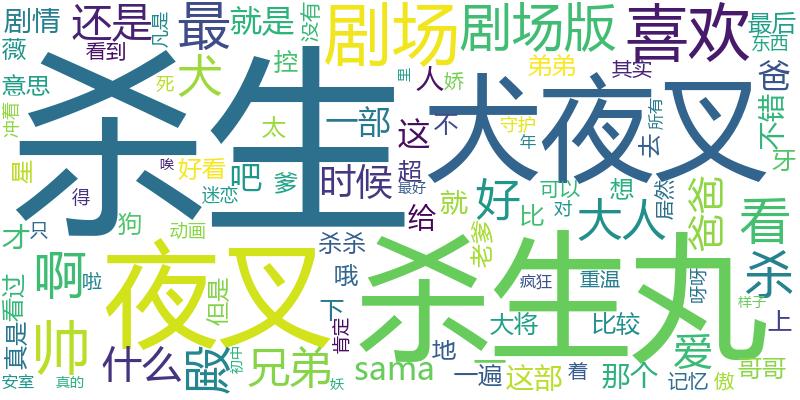 剧情 还是 最 就是 没有 剧场 剧场版 喜欢 最后
薇 看到 凡是 东西
意思 犬 控 人 娇 弟弟 其实 爸
冲着 死 里
杀生 犬夜叉
星 太 一部 这 不 守护 所有 不错
好看 年 去
唉 吧 超 牙
得 迷恋 爹 时候 最好 就 好 可以 想 居然 爸爸 看
才 只 狗 给 比 对 大人
动画 杀杀 老爹
夜叉 杀生丸
看过 啊 啦 但是 哦 疯狂 重温 呀呀 杀
真是 帅 下 肯定 大将 比较 样子 上
什么 殿 兄弟 地 爱
初中 sama 一 一遍 这部 着 那个 记忆 傲 哥哥
安室 真的 妖